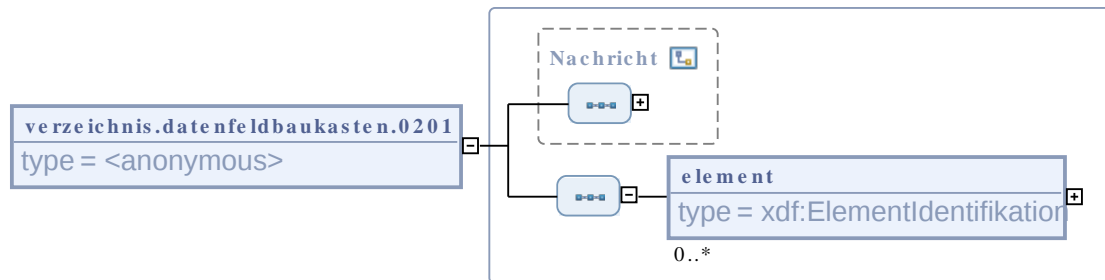 Nachricht
verzeichnis.datenfeldbaukasten.0201
type = <anonymous>
element
type = xdf:ElementIdentifikation
0..*